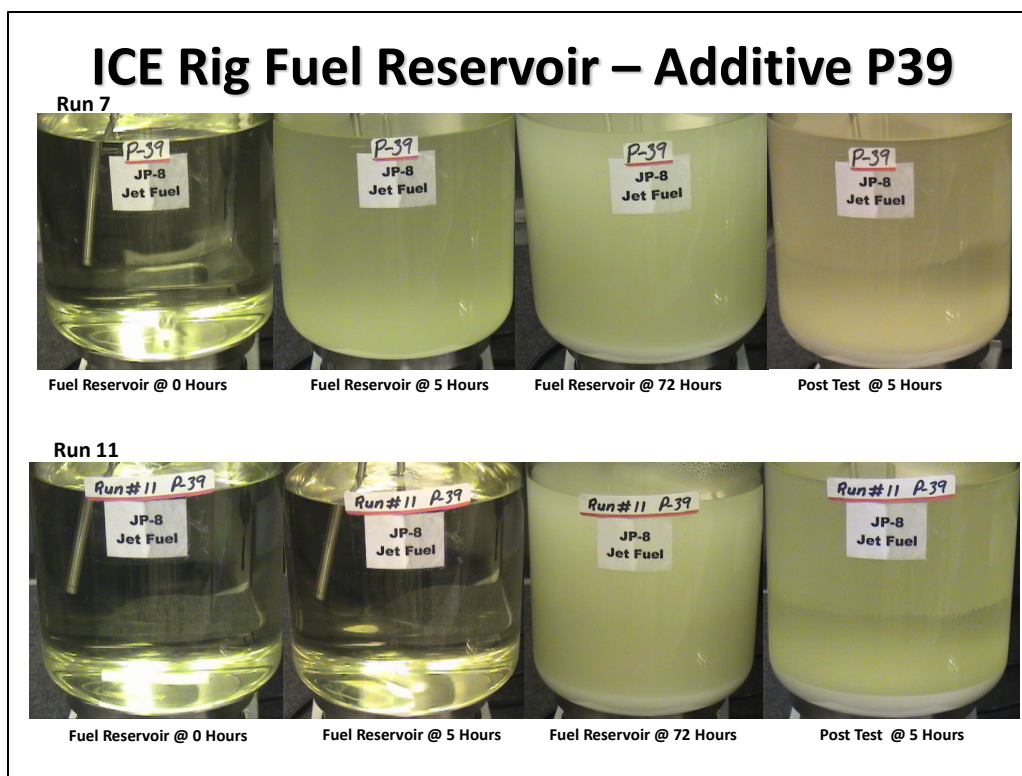 ICE Rig Fuel Reservoir – Additive P39
Run 7
P-39
JP-8
Jet Fuel
P-39
JP-8
Jet Fuel
P-39
JP-8
Jet Fuel
P-39
JP-8
Jet Fuel
Fuel Reservoir @ 0 Hours
Fuel Reservoir @ 5 Hours
Fuel Reservoir @ 72 Hours
Post Test @ 5 Hours
Run 11
Run#11 P-39
JP-8
Jet Fuel
Run#11 P-39
JP-8
Jet Fuel
Run#11 P-39
JP-8
Jet Fuel
Run#11 P-39
JP-8
Jet Fuel
Fuel Reservoir @ 0 Hours
Fuel Reservoir @ 5 Hours
Fuel Reservoir @ 72 Hours
Post Test @ 5 Hours